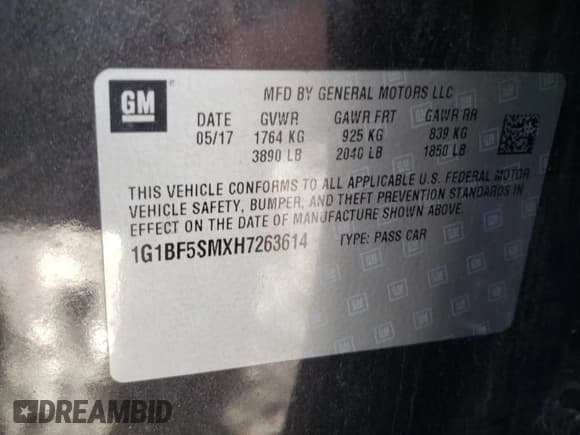 GM
MFD BY GENERAL MOTORS LLC
DATE GVWR GAWR FRT GAWR RR
05/17 1764 KG 925 KG 839 KG
3890 LB 2040 LB 1850 LB
THIS VEHICLE CONFORMS TO ALL APPLICABLE U.S. FEDERAL MOTOR
VEHICLE SAFETY, BUMPER, AND THEFT PREVENTION STANDARDS IN
EFFECT ON THE DATE OF MANUFACTURE SHOWN ABOVE.
1G1BF5SMXH7263614 TYPE: PASS CAR
DREAMBID